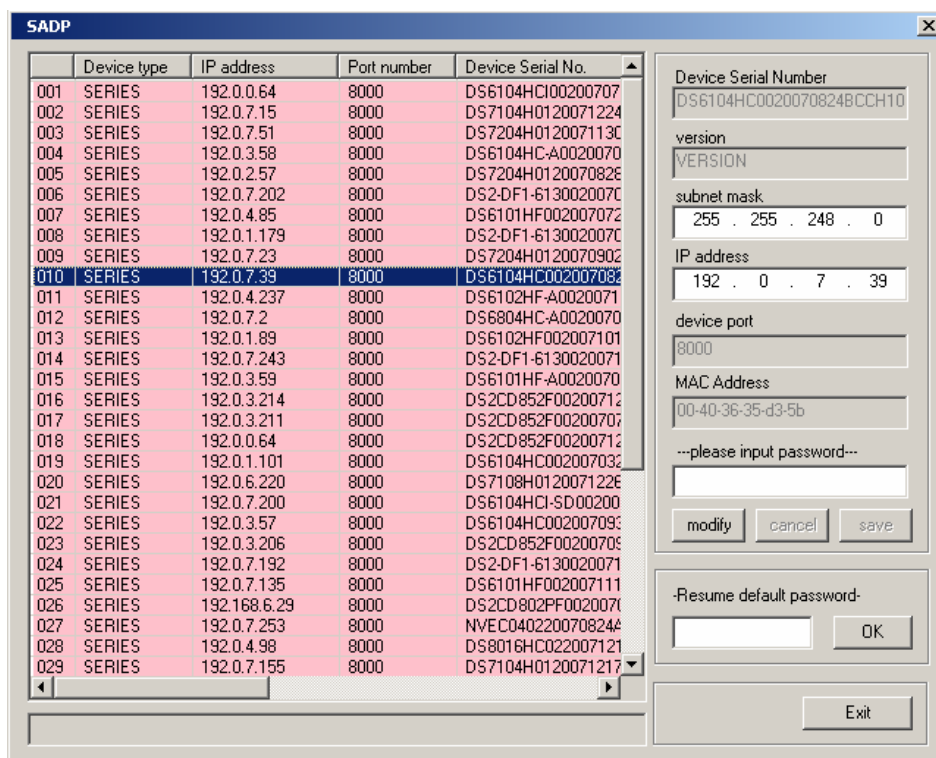 SADP
Device type IP address Port number Device Serial No.
001 SERIES 192.0.0.64 8000 DS6104HCI00200707
002 SERIES 192.0.7.15 8000 DS7104H0120071224
003 SERIES 192.0.7.51 8000 DS7204H0120071130
004 SERIES 192.0.3.58 8000 DS6104HC-A0020070
005 SERIES 192.0.2.57 8000 DS7204H0120070828
006 SERIES 192.0.7.202 8000 DS2-DF1-6130020070
007 SERIES 192.0.4.85 8000 DS6101HF002007072
008 SERIES 192.0.1.179 8000 DS2-DF1-6130020070
009 SERIES 192.0.7.23 8000 DS7204H0120070902
010 SERIES 192.0.7.39 8000 DS6104HC002007082
011 SERIES 192.0.4.237 8000 DS6102HF-A0020071
012 SERIES 192.0.7.2 8000 DS6804HC-A0020070
013 SERIES 192.0.1.89 8000 DS6102HF002007101
014 SERIES 192.0.7.243 8000 DS2-DF1-6130020071
015 SERIES 192.0.3.59 8000 DS6101HF-A0020070
016 SERIES 192.0.3.214 8000 DS2CD852F00200712
017 SERIES 192.0.3.211 8000 DS2CD852F00200707
018 SERIES 192.0.0.64 8000 DS2CD852F00200712
019 SERIES 192.0.1.101 8000 DS6104HC002007032
020 SERIES 192.0.6.220 8000 DS7108H0120071226
021 SERIES 192.0.7.200 8000 DS6104HCI-SD00200
022 SERIES 192.0.3.57 8000 DS6104HC002007093
023 SERIES 192.0.3.206 8000 DS2CD852F00200709
024 SERIES 192.0.7.192 8000 DS2-DF1-6130020071
025 SERIES 192.0.7.135 8000 DS6101HF002007111
026 SERIES 192.168.6.29 8000 DS2CD802PF0020070
027 SERIES 192.0.7.253 8000 NVEC040220070824A
028 SERIES 192.0.4.98 8000 DS8016HC022007121
029 SERIES 192.0.7.155 8000 DS7104H0120071217
Device Serial Number
DS6104HC0020070824BCCH10
version
VERSION
subnet mask
255 . 255 . 248 . 0
IP address
192 . 0 . 7 . 39
device port
8000
MAC Address
00-40-36-35-d3-5b
---please input password---
modify cancel save
-Resume default password-
OK
Exit